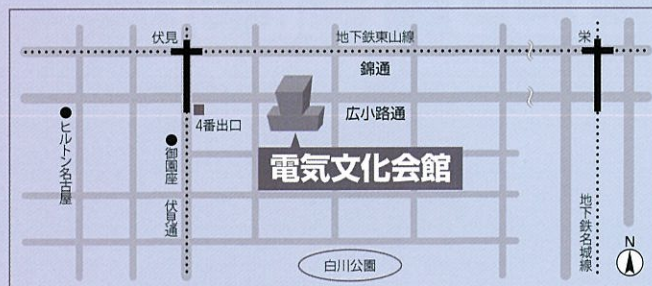 伏見
地下鉄東山線
栄
錦通
広小路通
4番出口
ヒルトン名古屋
御園座
伏見通
電気文化会館
地下鉄名城線
白川公園
N